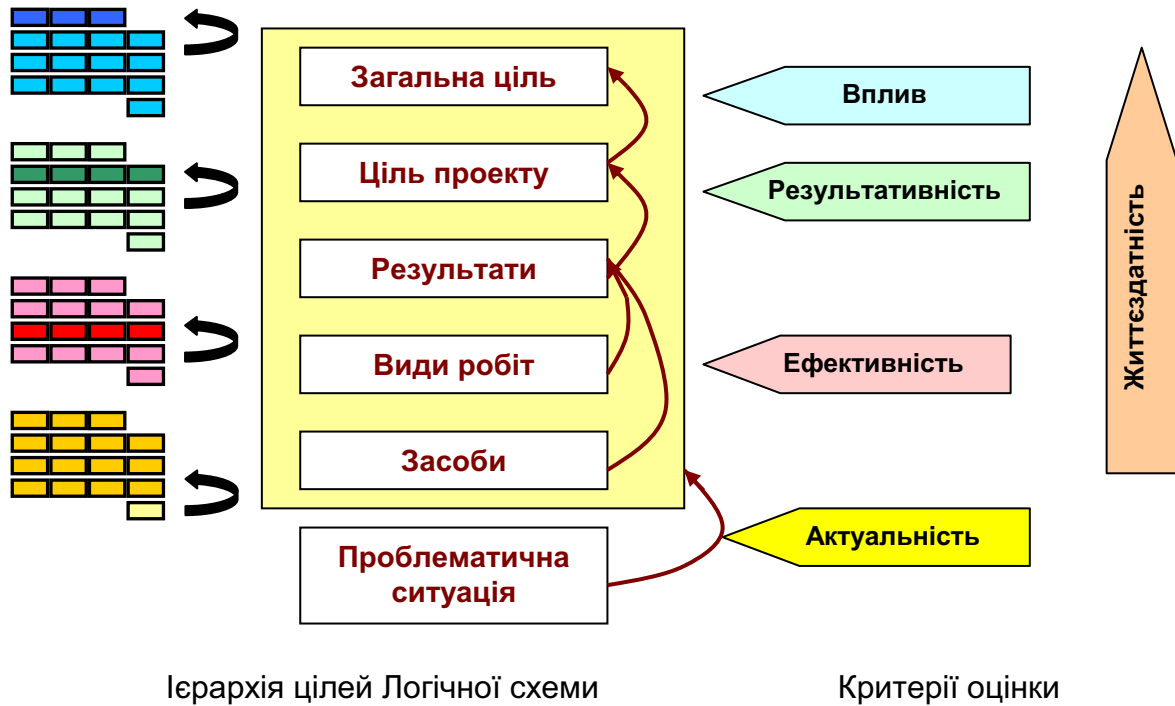 Загальна ціль
Вплив
Ціль проекту
Результативність
Результати
Види робіт
Ефективність
Засоби
Актуальність
Проблематична
ситуація
Життєздатність
Ієрархія цілей Логічної схеми
Критерії оцінки